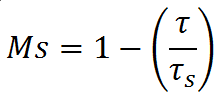 Ms = 1 − (τ / τₛ)